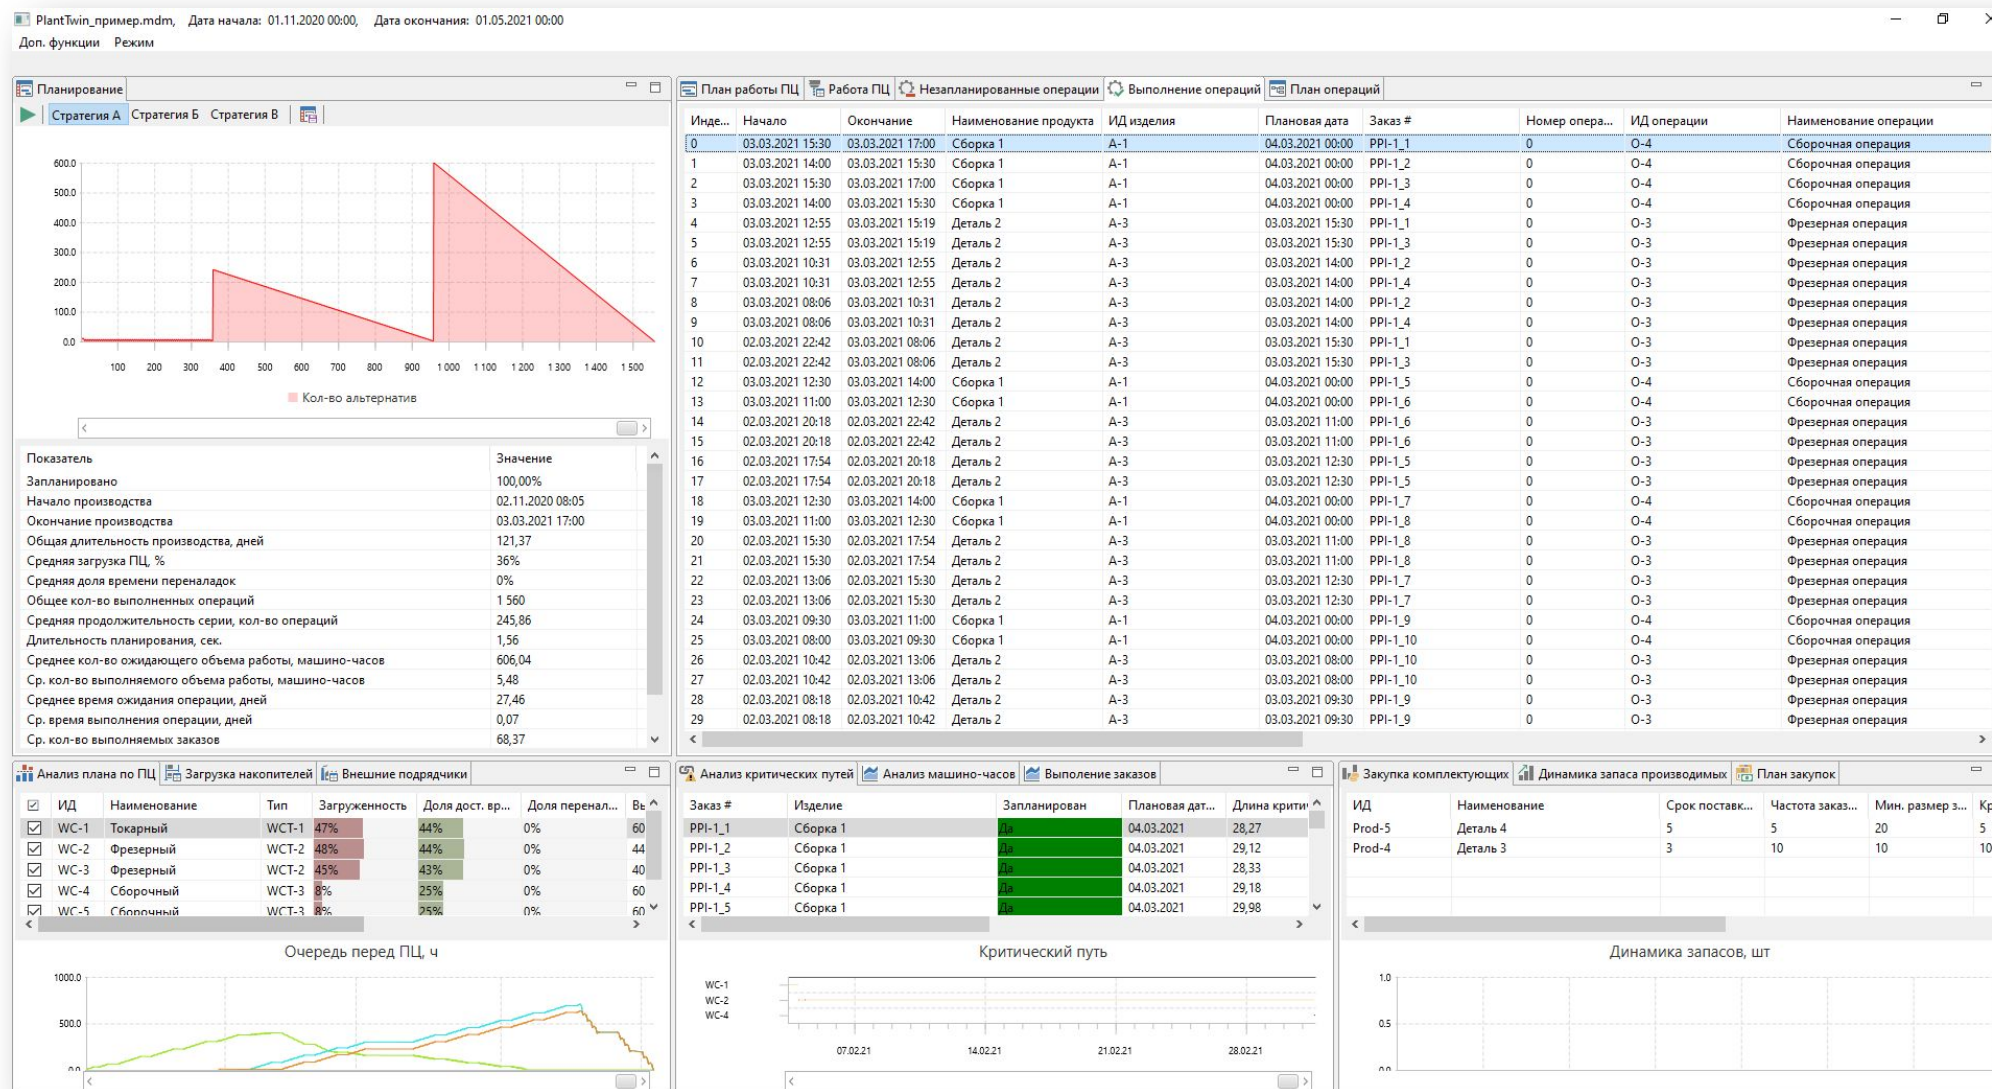 PlantTwin_пример.mdm, Дата начала: 01.11.2020 00:00, Дата окончания: 01.05.2021 00:00
Доп. функции Режим
Планирование
Стратегия А Стратегия Б Стратегия В
600.0
500.0
400.0
300.0
200.0
100.0
0.0
100 200 300 400 500 600 700 800 900 1 000 1 100 1 200 1 300 1 400 1 500
Кол-во альтернатив
Показатель Значение
Запланировано 100,00%
Начало производства 02.11.2020 08:05
Окончание производства 03.03.2021 17:00
Общая длительность производства, дней 121,37
Средняя загрузка ПЦ, % 36%
Средняя доля времени переналадок 0%
Общее кол-во выполненных операций 1 560
Средняя продолжительность серии, кол-во операций 245,86
Длительность планирования, сек. 1,56
Среднее кол-во ожидающего объема работы, машино-часов 606,04
Ср. кол-во выполняемого объема работы, машино-часов 5,48
Среднее время ожидания операции, дней 27,46
Ср. время выполнения операции, дней 0,07
Ср. кол-во выполняемых заказов 68,37
План работы ПЦ Работа ПЦ Незапланированные операции Выполнение операций План операций
Инде... Начало Окончание Наименование продукта ИД изделия Плановая дата Заказ # Номер опера... ИД операции Наименование операции
0 03.03.2021 15:30 03.03.2021 17:00 Сборка 1 A-1 04.03.2021 00:00 PPI-1_1 0 O-4 Сборочная операция
1 03.03.2021 14:00 03.03.2021 15:30 Сборка 1 A-1 04.03.2021 00:00 PPI-1_2 0 O-4 Сборочная операция
2 03.03.2021 15:30 03.03.2021 17:00 Сборка 1 A-1 04.03.2021 00:00 PPI-1_3 0 O-4 Сборочная операция
3 03.03.2021 14:00 03.03.2021 15:30 Сборка 1 A-1 04.03.2021 00:00 PPI-1_4 0 O-4 Сборочная операция
4 03.03.2021 12:55 03.03.2021 15:19 Деталь 2 A-3 03.03.2021 15:30 PPI-1_1 0 O-3 Фрезерная операция
5 03.03.2021 12:55 03.03.2021 15:19 Деталь 2 A-3 03.03.2021 15:30 PPI-1_3 0 O-3 Фрезерная операция
6 03.03.2021 10:31 03.03.2021 12:55 Деталь 2 A-3 03.03.2021 14:00 PPI-1_2 0 O-3 Фрезерная операция
7 03.03.2021 10:31 03.03.2021 12:55 Деталь 2 A-3 03.03.2021 14:00 PPI-1_4 0 O-3 Фрезерная операция
8 03.03.2021 08:06 03.03.2021 10:31 Деталь 2 A-3 03.03.2021 14:00 PPI-1_2 0 O-3 Фрезерная операция
9 03.03.2021 08:06 03.03.2021 10:31 Деталь 2 A-3 03.03.2021 14:00 PPI-1_4 0 O-3 Фрезерная операция
10 02.03.2021 22:42 03.03.2021 08:06 Деталь 2 A-3 03.03.2021 15:30 PPI-1_1 0 O-3 Фрезерная операция
11 02.03.2021 22:42 03.03.2021 08:06 Деталь 2 A-3 03.03.2021 15:30 PPI-1_3 0 O-3 Фрезерная операция
12 03.03.2021 12:30 03.03.2021 14:00 Сборка 1 A-1 04.03.2021 00:00 PPI-1_5 0 O-4 Сборочная операция
13 03.03.2021 11:00 03.03.2021 12:30 Сборка 1 A-1 04.03.2021 00:00 PPI-1_6 0 O-4 Сборочная операция
14 02.03.2021 20:18 02.03.2021 22:42 Деталь 2 A-3 03.03.2021 11:00 PPI-1_6 0 O-3 Фрезерная операция
15 02.03.2021 20:18 02.03.2021 22:42 Деталь 2 A-3 03.03.2021 11:00 PPI-1_6 0 O-3 Фрезерная операция
16 02.03.2021 17:54 02.03.2021 20:18 Деталь 2 A-3 03.03.2021 12:30 PPI-1_5 0 O-3 Фрезерная операция
17 02.03.2021 17:54 02.03.2021 20:18 Деталь 2 A-3 03.03.2021 12:30 PPI-1_5 0 O-3 Фрезерная операция
18 03.03.2021 12:30 03.03.2021 14:00 Сборка 1 A-1 04.03.2021 00:00 PPI-1_7 0 O-4 Сборочная операция
19 03.03.2021 11:00 03.03.2021 12:30 Сборка 1 A-1 04.03.2021 00:00 PPI-1_8 0 O-4 Сборочная операция
20 02.03.2021 15:30 02.03.2021 17:54 Деталь 2 A-3 03.03.2021 11:00 PPI-1_8 0 O-3 Фрезерная операция
21 02.03.2021 15:30 02.03.2021 17:54 Деталь 2 A-3 03.03.2021 11:00 PPI-1_8 0 O-3 Фрезерная операция
22 02.03.2021 13:06 02.03.2021 15:30 Деталь 2 A-3 03.03.2021 12:30 PPI-1_7 0 O-3 Фрезерная операция
23 02.03.2021 13:06 02.03.2021 15:30 Деталь 2 A-3 03.03.2021 12:30 PPI-1_7 0 O-3 Фрезерная операция
24 03.03.2021 09:30 03.03.2021 11:00 Сборка 1 A-1 04.03.2021 00:00 PPI-1_9 0 O-4 Сборочная операция
25 03.03.2021 08:00 03.03.2021 09:30 Сборка 1 A-1 04.03.2021 00:00 PPI-1_10 0 O-4 Сборочная операция
26 02.03.2021 10:42 02.03.2021 13:06 Деталь 2 A-3 03.03.2021 08:00 PPI-1_10 0 O-3 Фрезерная операция
27 02.03.2021 10:42 02.03.2021 13:06 Деталь 2 A-3 03.03.2021 08:00 PPI-1_10 0 O-3 Фрезерная операция
28 02.03.2021 08:18 02.03.2021 10:42 Деталь 2 A-3 03.03.2021 09:30 PPI-1_9 0 O-3 Фрезерная операция
29 02.03.2021 08:18 02.03.2021 10:42 Деталь 2 A-3 03.03.2021 09:30 PPI-1_9 0 O-3 Фрезерная операция
Анализ плана по ПЦ Загрузка накопителей Внешние подрядчики
ИД Наименование Тип Загруженность Доля дост. вр... Доля перенал... Вь
WC-1 Токарный WCT-1 47% 44% 0% 60
WC-2 Фрезерный WCT-2 48% 44% 0% 44
WC-3 Фрезерный WCT-2 45% 43% 0% 40
WC-4 Сборочный WCT-3 8% 25% 0% 60
WC-5 Сборочный WCT-3 8% 25% 0% 60
Очередь перед ПЦ, ч
1000.0
500.0
0.0
Анализ критических путей Анализ машино-часов Выполение заказов
Заказ # Изделие Запланирован Плановая дат... Длина крити
PPI-1_1 Сборка 1 Да 04.03.2021 28,27
PPI-1_2 Сборка 1 Да 04.03.2021 29,12
PPI-1_3 Сборка 1 Да 04.03.2021 28,33
PPI-1_4 Сборка 1 Да 04.03.2021 29,18
PPI-1_5 Сборка 1 Да 04.03.2021 29,98
Критический путь
WC-1
WC-2
WC-4
07.02.21 14.02.21 21.02.21 28.02.21
Закупка комплектующих Динамика запаса производимых План закупок
ИД Наименование Срок поставк... Частота заказ... Мин. размер з... Кр
Prod-5 Деталь 4 5 5 20 5
Prod-4 Деталь 3 3 10 10 10
Динамика запасов, шт
1.0
0.5
0.0